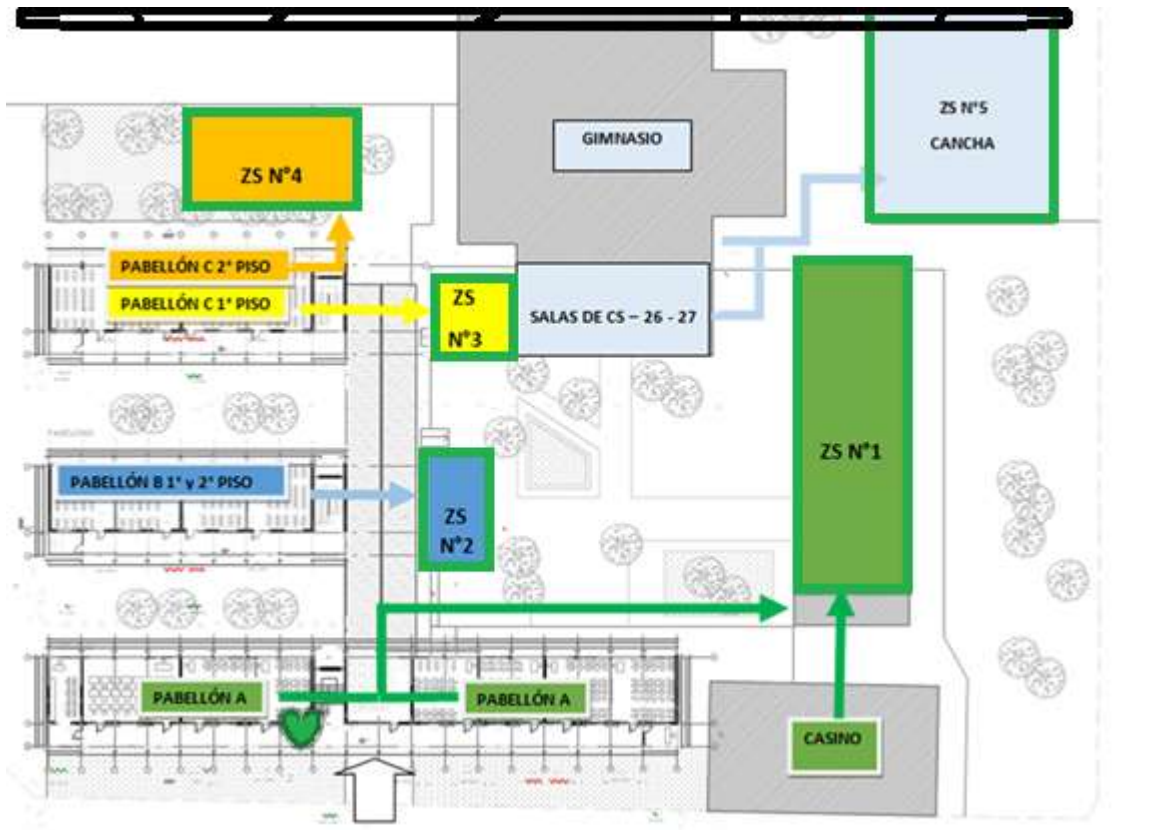 ZS N°5
CANCHA
GIMNASIO
ZS N°4
PABELLÓN C 2° PISO
PABELLÓN C 1° PISO
ZS
N°3
SALAS DE CS – 26 - 27
ZS N°1
PABELLÓN B 1° y 2° PISO
ZS
N°2
PABELLÓN A
PABELLÓN A
CASINO